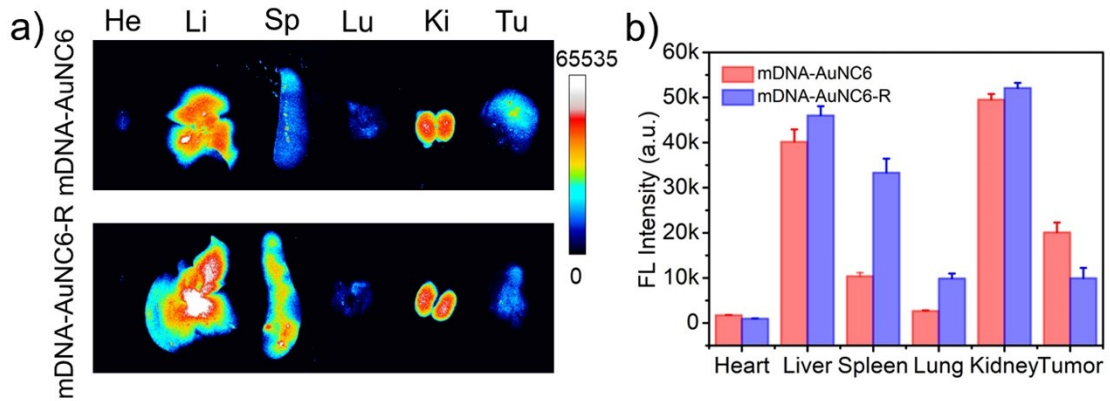 a)
He Li Sp Lu Ki Tu
mDNA-AuNC6
mDNA-AuNC6-R
65535
0
b)
FL Intensity (a.u.)
60k
50k
40k
30k
20k
10k
0
mDNA-AuNC6
mDNA-AuNC6-R
Heart Liver Spleen Lung Kidney Tumor